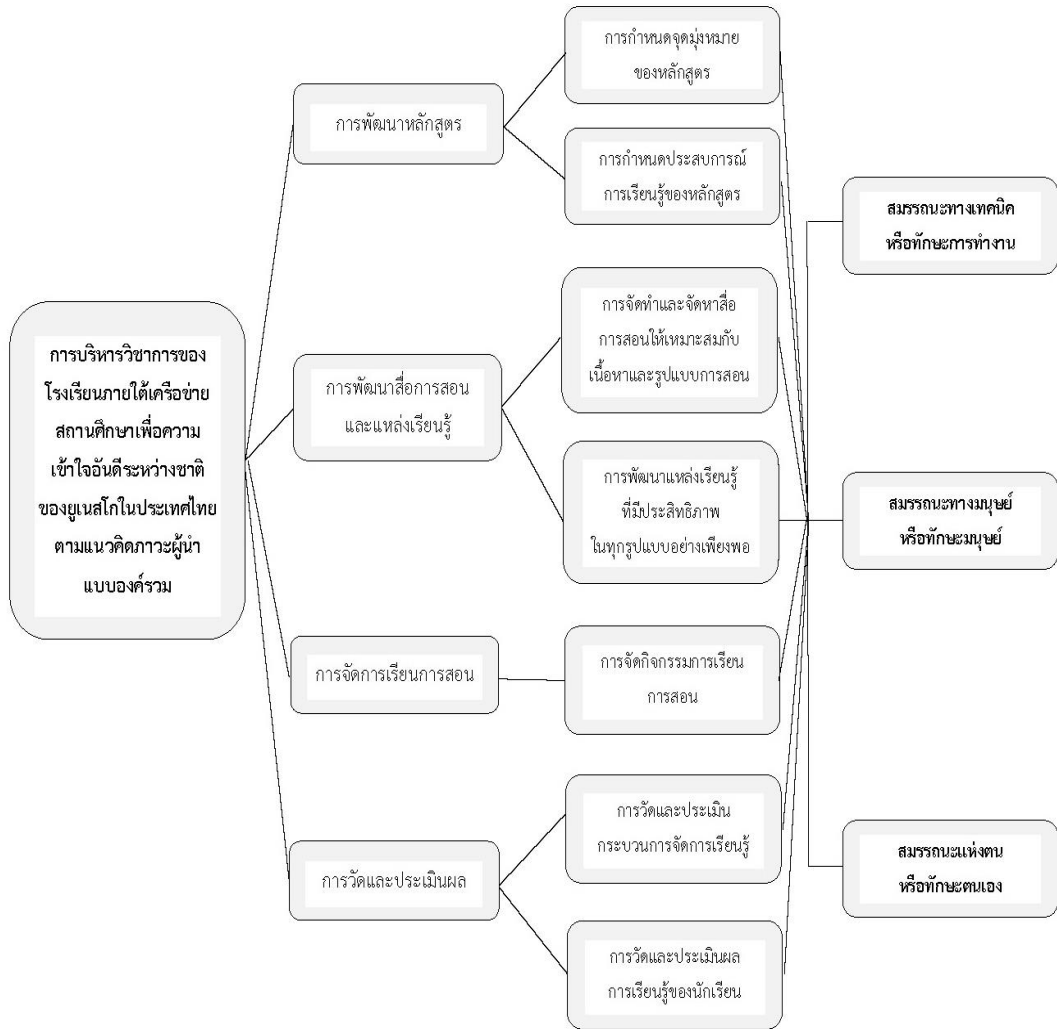 การบริหารวิชาการของ
โรงเรียนภายใต้เครือข่าย
สถานศึกษาเพื่อความ
เข้าใจอันดีระหว่างชาติ
ของยูเนสโกในประเทศไทย
ตามแนวคิดภาวะผู้นำ
แบบองค์รวม
การพัฒนาหลักสูตร
การพัฒนาสื่อการสอน
และแหล่งเรียนรู้
การจัดการเรียนการสอน
การวัดและประเมินผล
การกำหนดจุดมุ่งหมาย
ของหลักสูตร
การกำหนดประสบการณ์
การเรียนรู้ของหลักสูตร
การจัดทำและจัดหาสื่อ
การสอนให้เหมาะสมกับ
เนื้อหาและรูปแบบการสอน
การพัฒนาแหล่งเรียนรู้
ที่มีประสิทธิภาพ
ในทุกรูปแบบอย่างเพียงพอ
การจัดกิจกรรมการเรียน
การสอน
การวัดและประเมิน
กระบวนการจัดการเรียนรู้
การวัดและประเมินผล
การเรียนรู้ของนักเรียน
สมรรถนะทางเทคนิค
หรือทักษะการทำงาน
สมรรถนะทางมนุษย์
หรือทักษะมนุษย์
สมรรถนะแห่งตน
หรือทักษะตนเอง